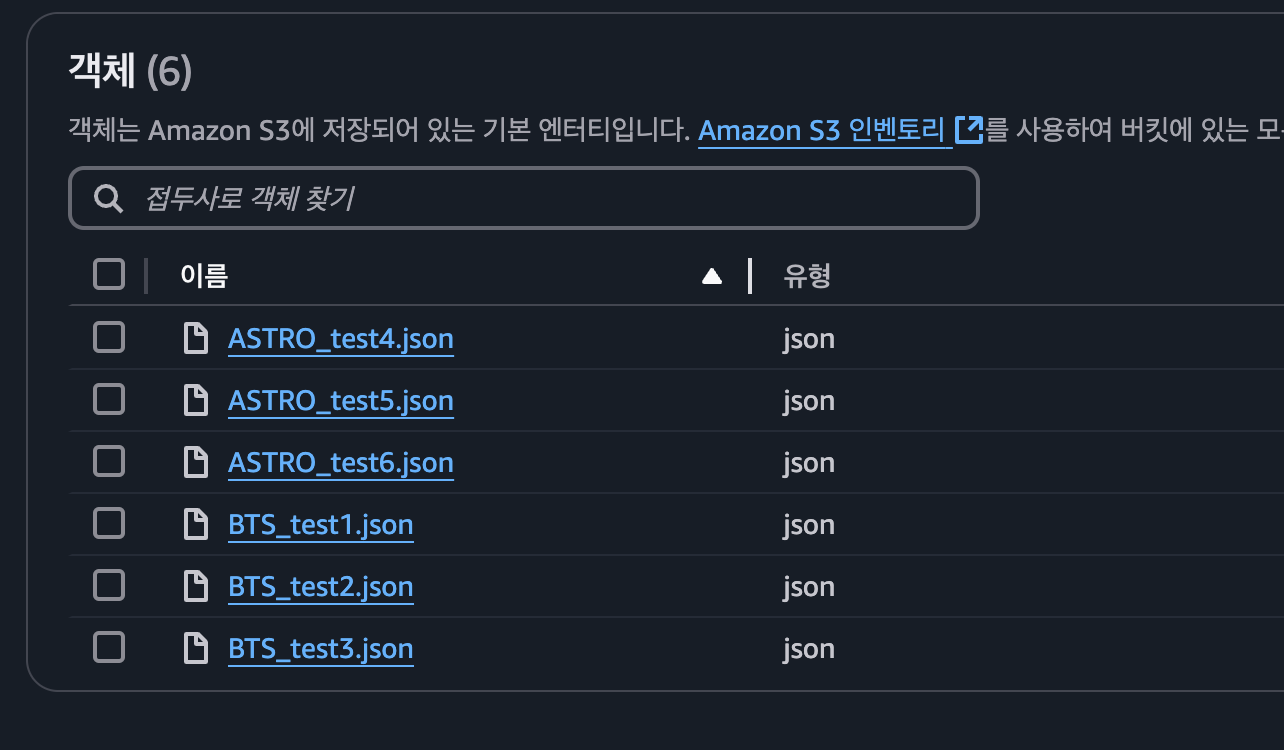 객체 (6)
객체는 Amazon S3에 저장되어 있는 기본 엔터티입니다. Amazon S3 인벤토리 를 사용하여 버킷에 있는
접두사로 객체 찾기
이름 유형
ASTRO_test4.json json
ASTRO_test5.json json
ASTRO_test6.json json
BTS_test1.json json
BTS_test2.json json
BTS_test3.json json